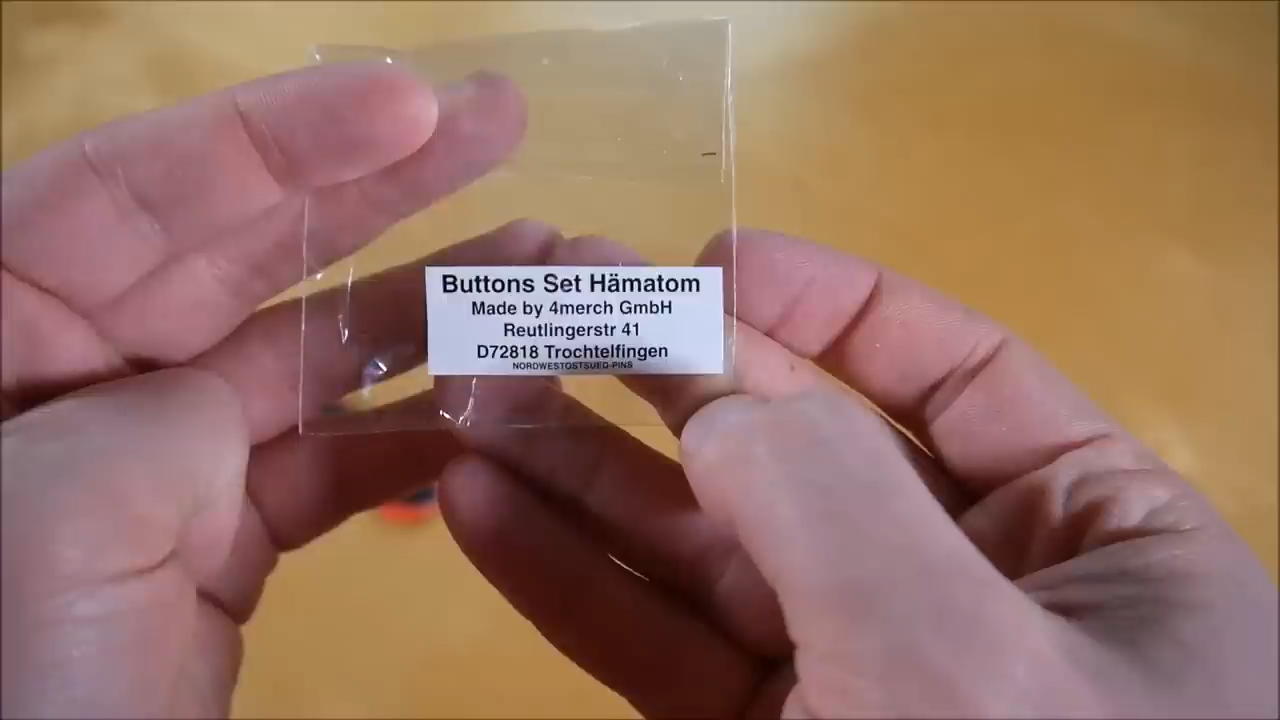 Buttons Set Hämatom
Made by 4merch GmbH
Reutlingerstr 41
D72818 Trochtelfingen
NORDWESTOSTSUED-PINS